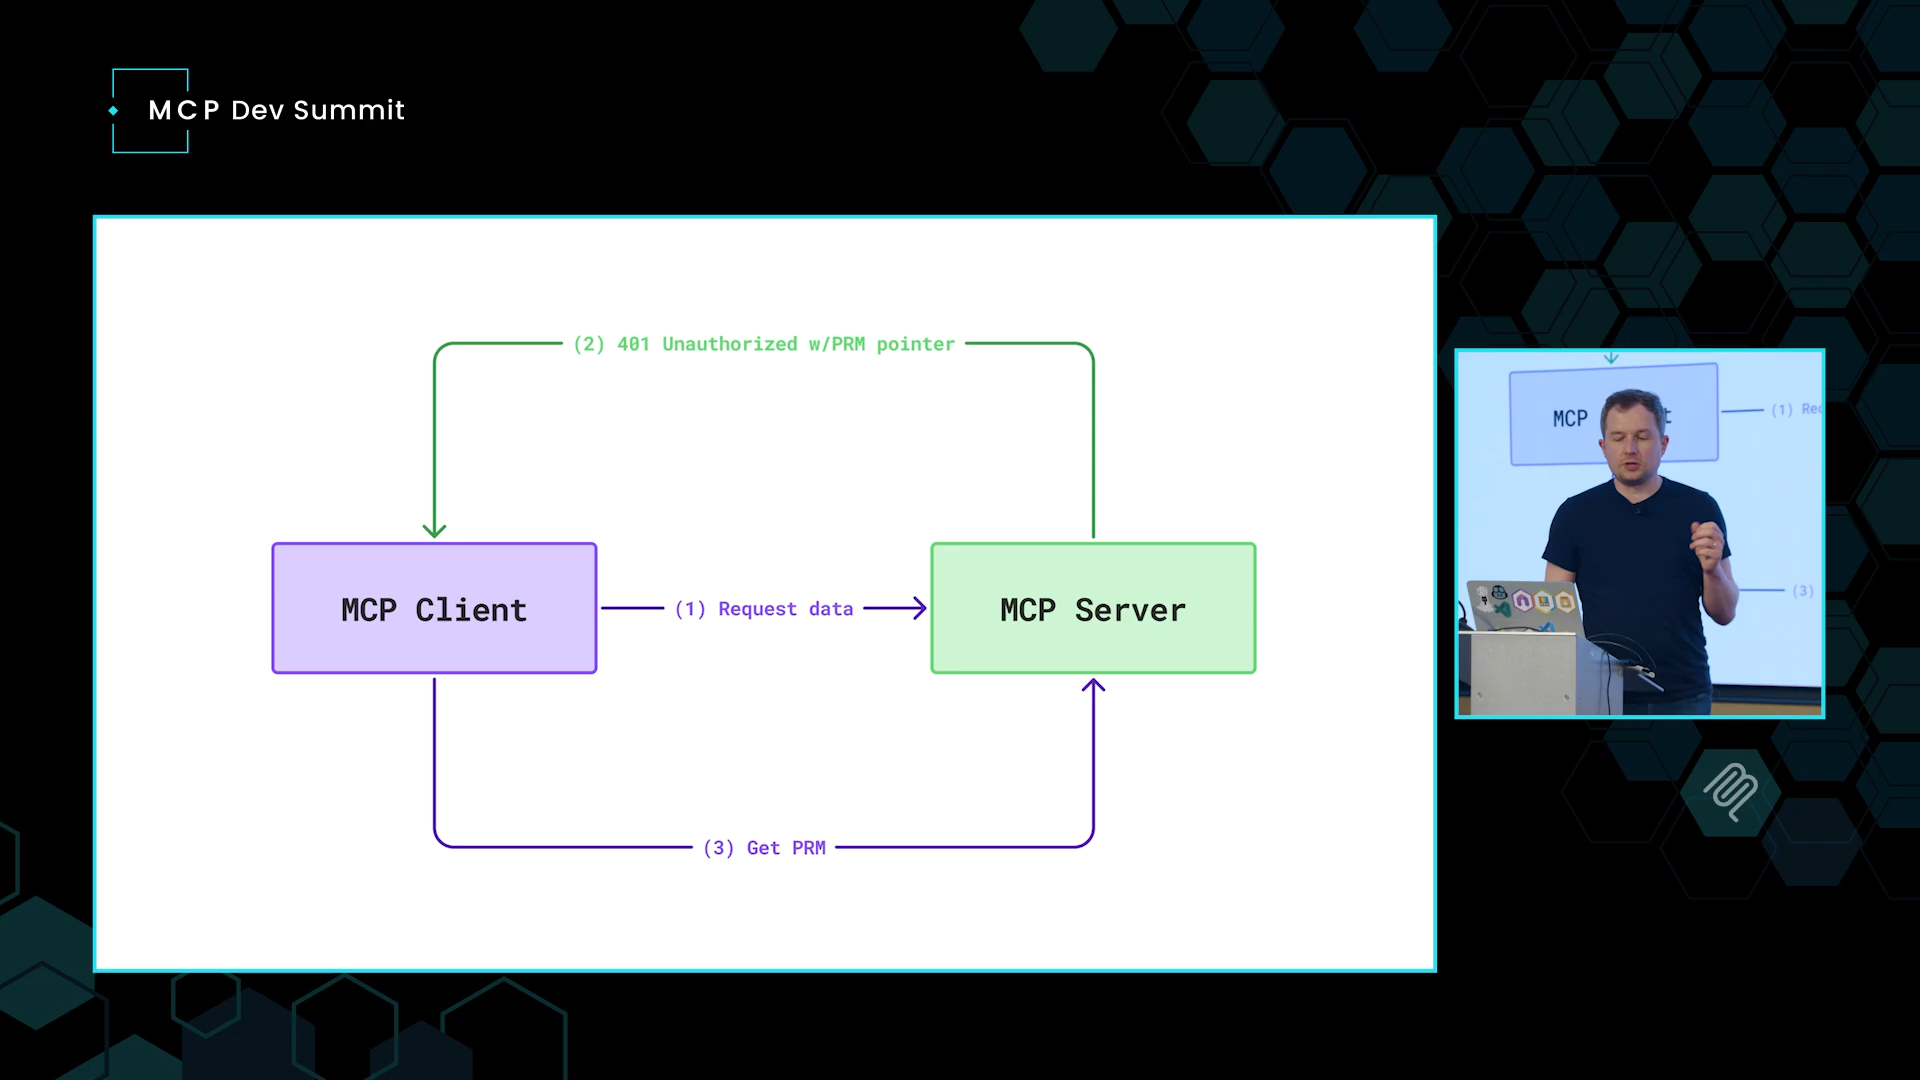 MCP Dev Summit
(2) 401 Unauthorized w/PRM pointer
MCP Client
(1) Request data
MCP Server
(3) Get PRM
MCP t
(1) Rec
(3)